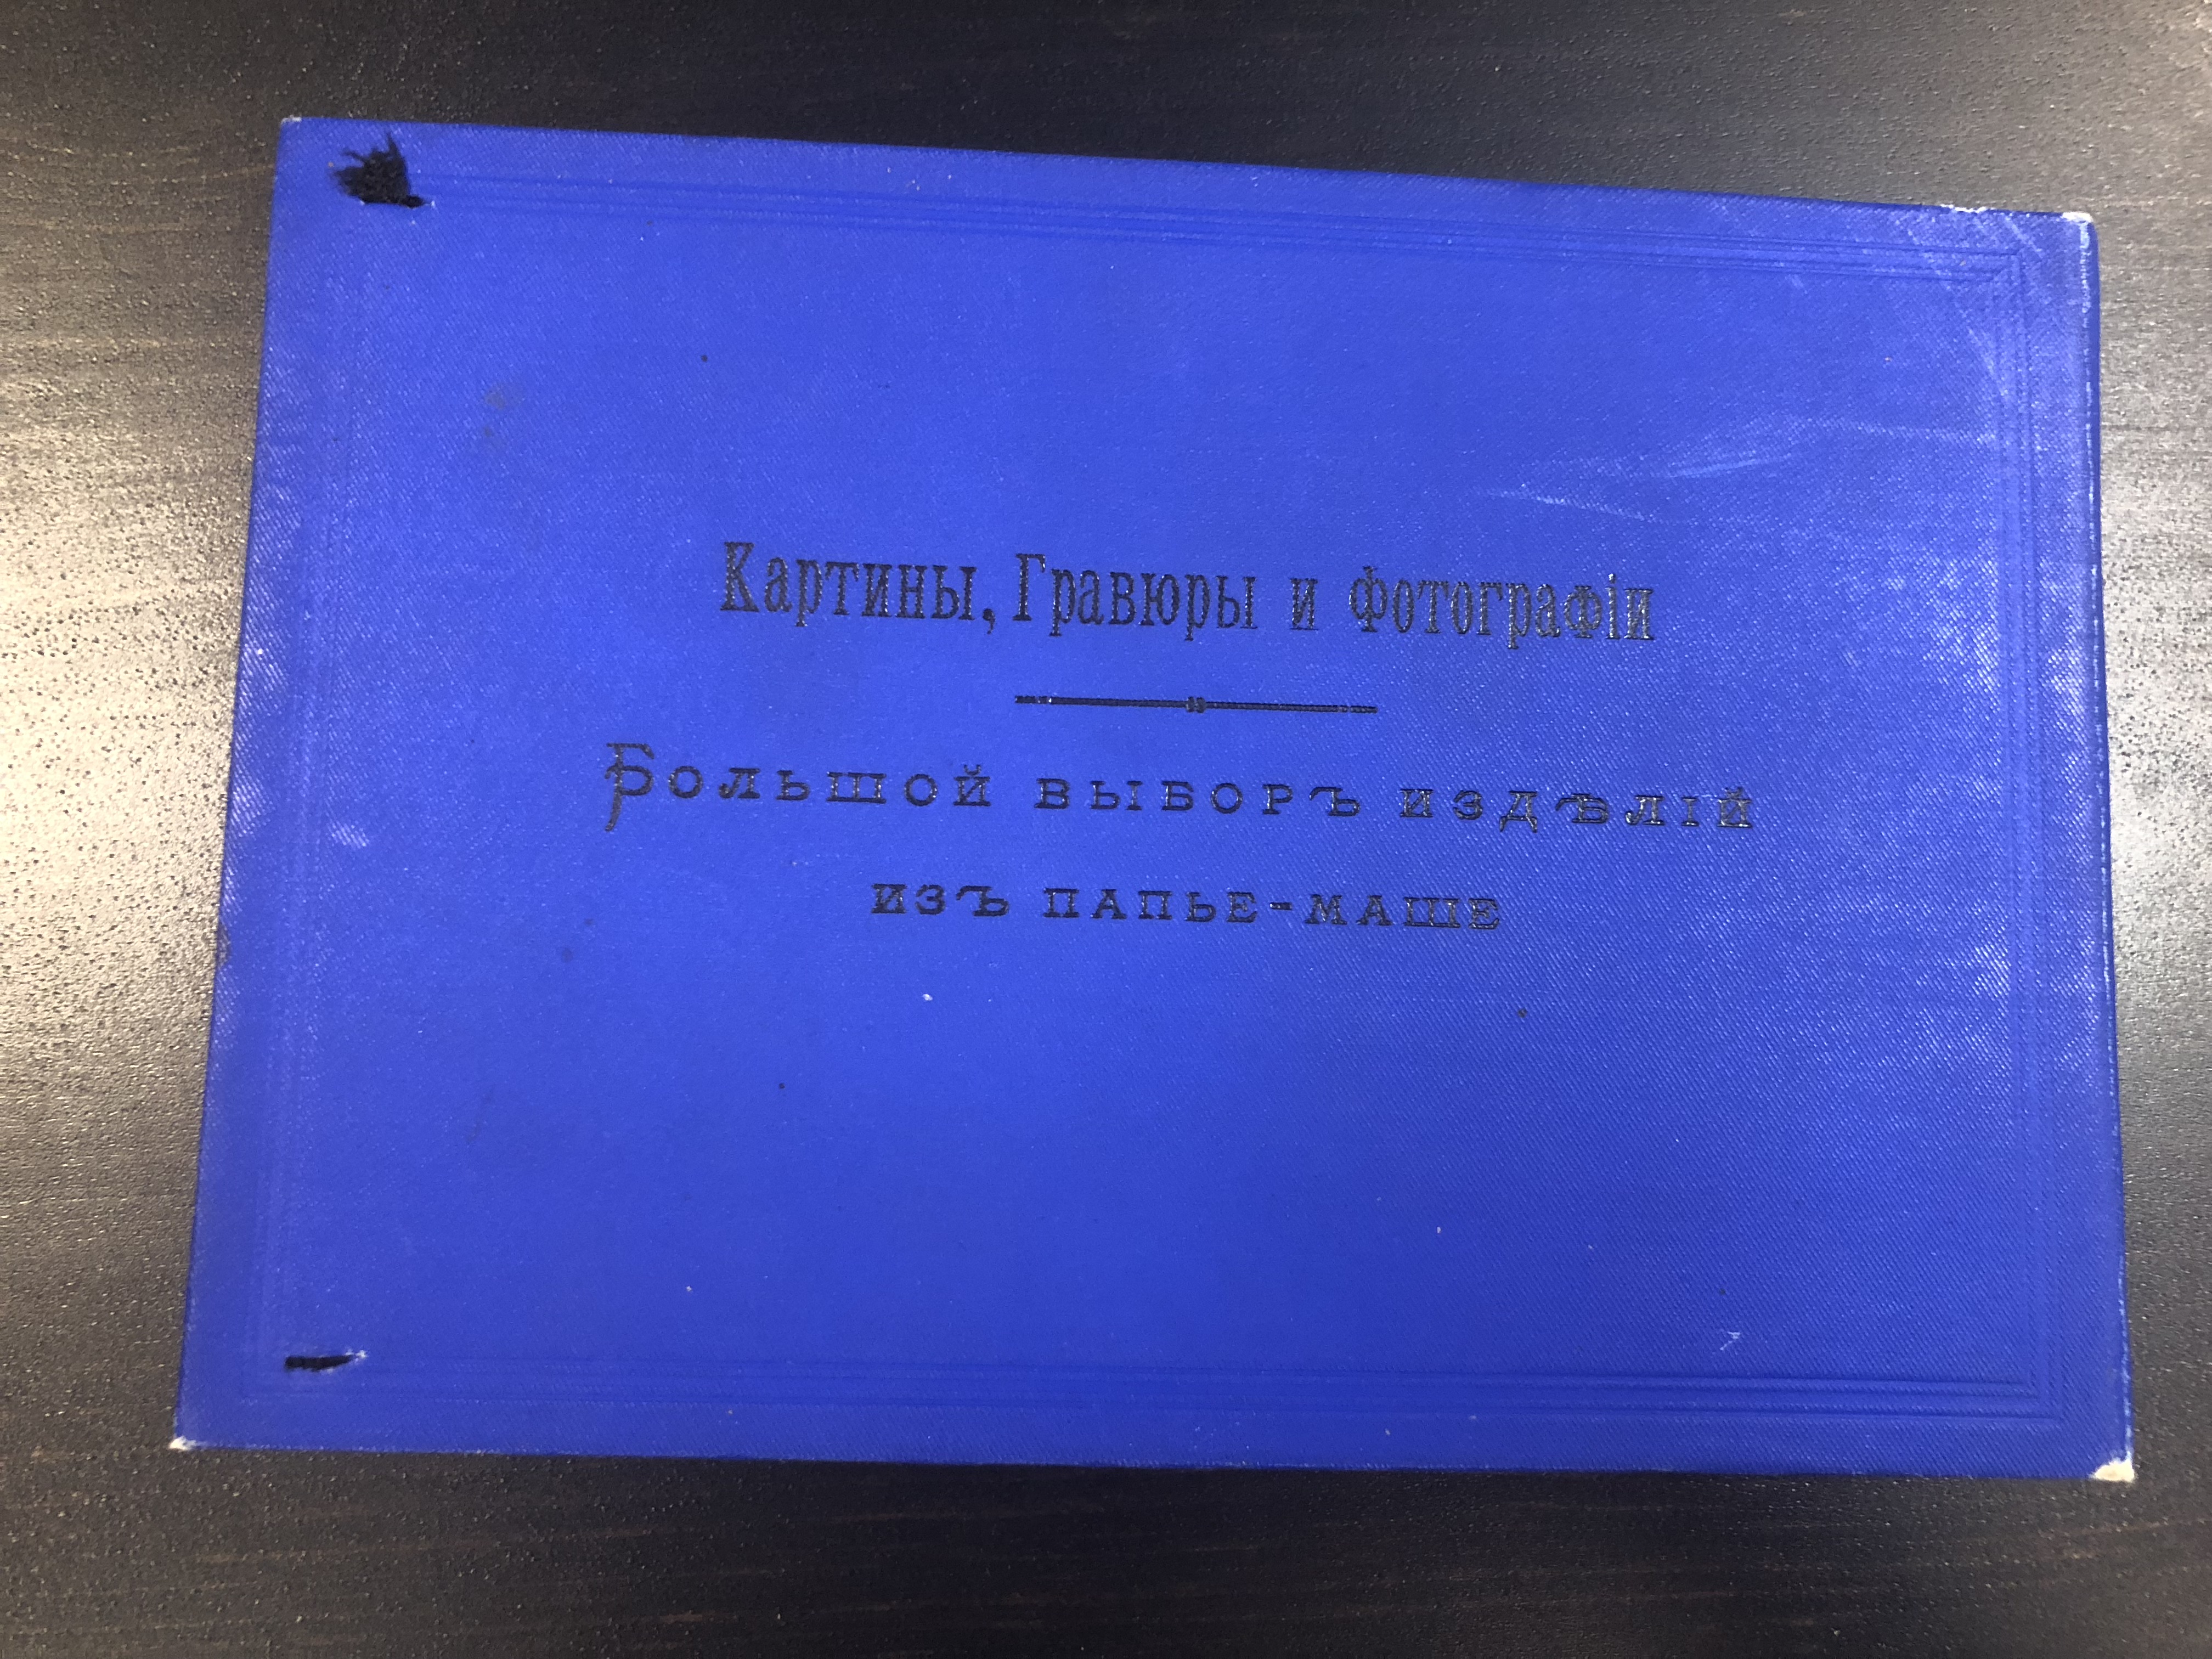 Картины, Гравюры и Фотографіи
Большой выборъ издѣлій
изъ папье-маше